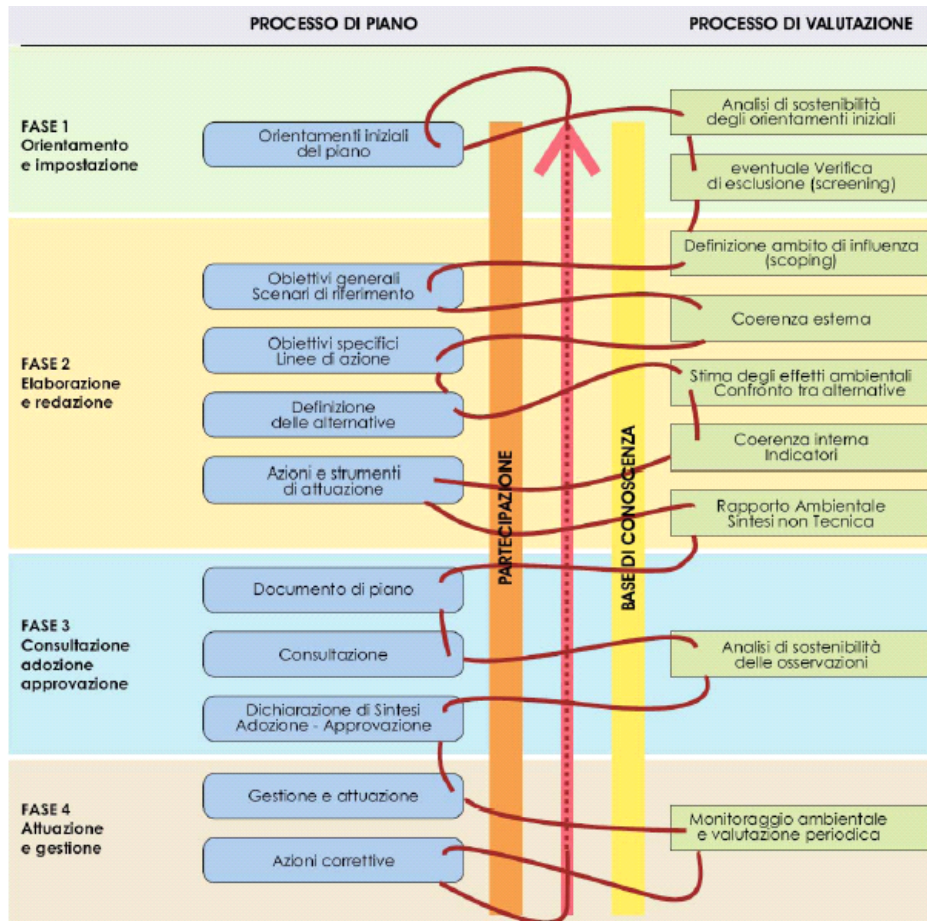 PROCESSO DI PIANO
PROCESSO DI VALUTAZIONE
FASE 1
Orientamento
e impostazione
Orientamenti iniziali
del piano
Analisi di sostenibilità
degli orientamenti iniziali
eventuale Verifica
di esclusione (screening)
FASE 2
Elaborazione
e redazione
Obiettivi generali
Scenari di riferimento
Obiettivi specifici
Linee di azione
Definizione
delle alternative
Azioni e strumenti
di attuazione
PARTECIPAZIONE
BASE DI CONOSCENZA
Definizione ambito di influenza
(scoping)
Coerenza esterna
Stima degli effetti ambientali
Confronto tra alternative
Coerenza interna
Indicatori
Rapporto Ambientale
Sintesi non Tecnica
FASE 3
Consultazione
adozione
approvazione
Documento di piano
Consultazione
Dichiarazione di Sintesi
Adozione - Approvazione
Analisi di sostenibilità
delle osservazioni
FASE 4
Attuazione
e gestione
Gestione e attuazione
Azioni correttive
Monitoraggio ambientale
e valutazione periodica